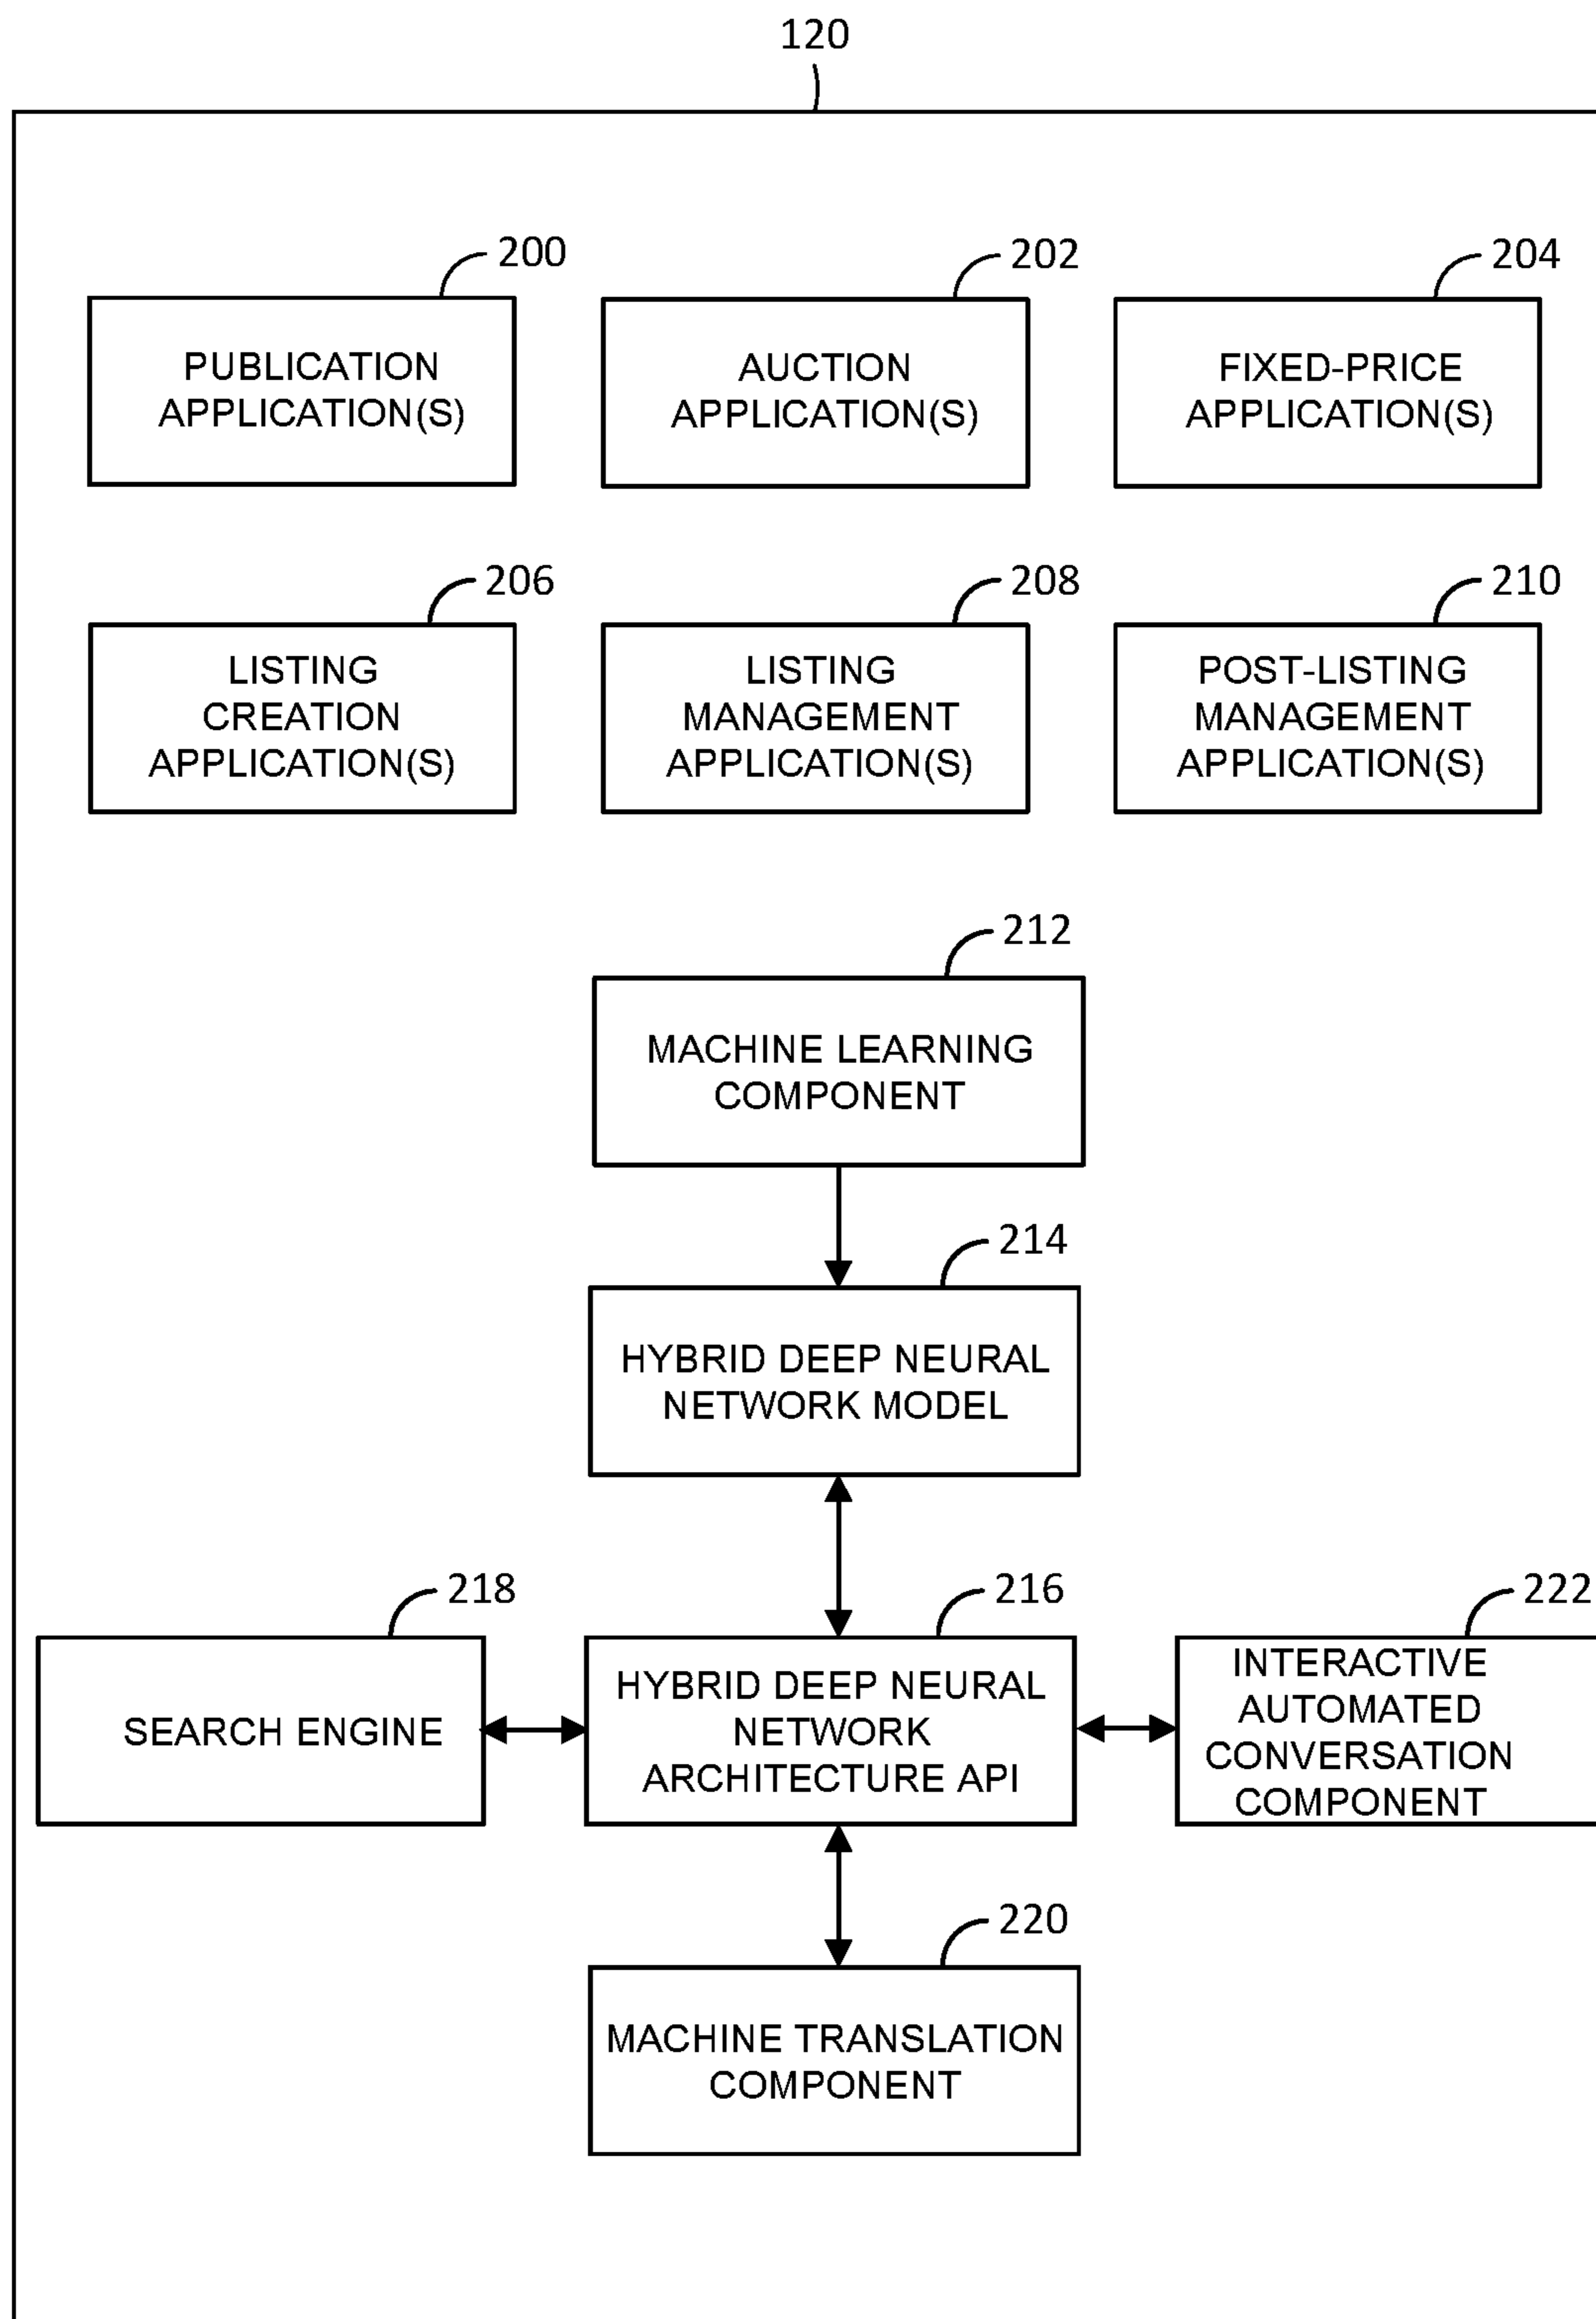 120
200
202
204
PUBLICATION
APPLICATION(S)
AUCTION
APPLICATION(S)
FIXED-PRICE
APPLICATION(S)
206
208
210
LISTING
CREATION
APPLICATION(S)
LISTING
MANAGEMENT
APPLICATION(S)
POST-LISTING
MANAGEMENT
APPLICATION(S)
212
MACHINE LEARNING
COMPONENT
214
HYBRID DEEP NEURAL
NETWORK MODEL
218
216
222
SEARCH ENGINE
HYBRID DEEP NEURAL
NETWORK
ARCHITECTURE API
INTERACTIVE
AUTOMATED
CONVERSATION
COMPONENT
220
MACHINE TRANSLATION
COMPONENT